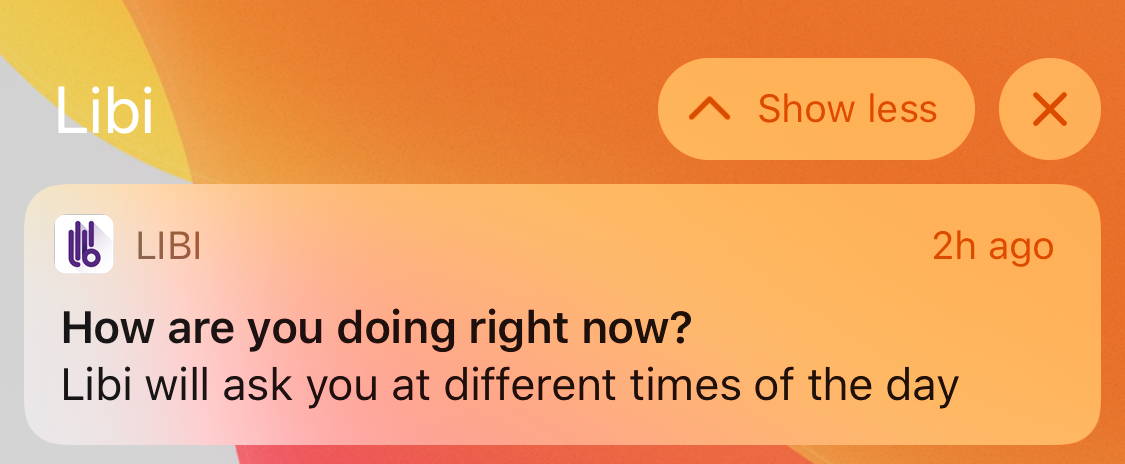 Libi
Show less
LIBI
2h ago
How are you doing right now?
Libi will ask you at different times of the day